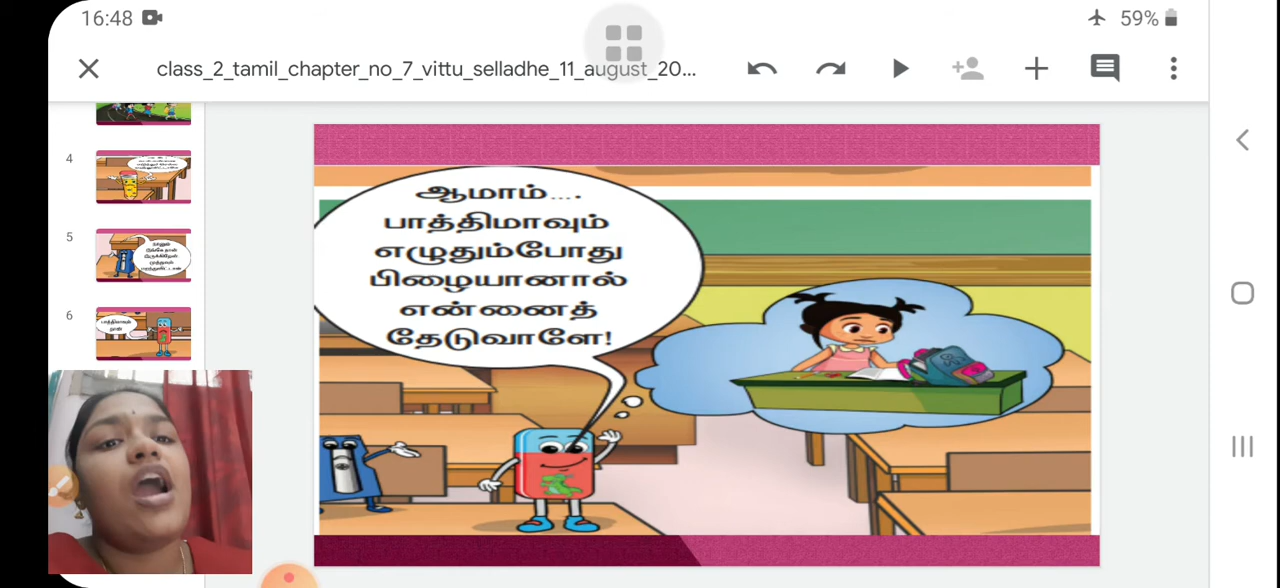 16:48
59%
class_2_tamil_chapter_no_7_vittu_selladhe_11_august_20...
4
5
6
பாத்திமாவும்
தான்!
ஆமாம்....
பாத்திமாவும்
எழுதும்போது
பிழையானால்
என்னைத்
தேடுவாளே!